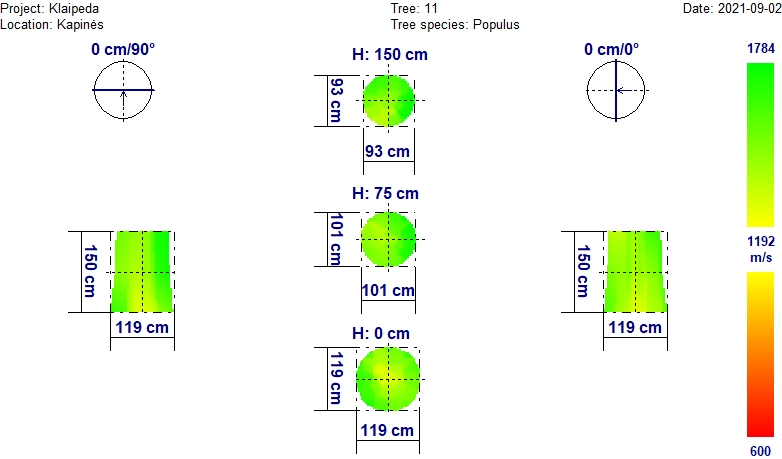 Project: Klaipeda
Tree: 11
Date: 2021-09-02
Location: Kapinės
Tree species: Populus
0 cm/90°
H: 150 cm
0 cm/0°
1784
93 cm
93 cm
H: 75 cm
101 cm
101 cm
150 cm
119 cm
150 cm
119 cm
1192
m/s
H: 0 cm
119 cm
119 cm
600